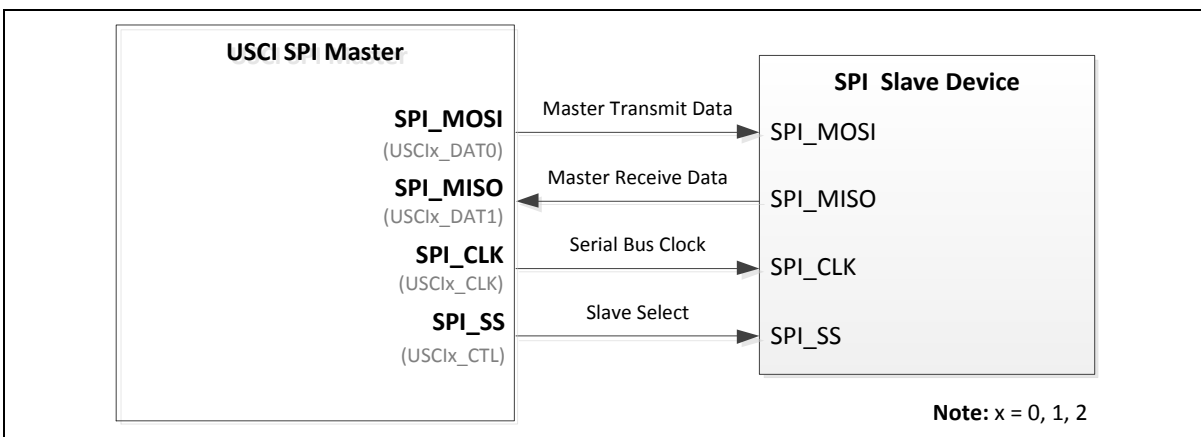 USCI SPI Master
SPI_MOSI
(USCIx_DAT0)
SPI_MISO
(USCIx_DAT1)
SPI_CLK
(USCIx_CLK)
SPI_SS
(USCIx_CTL)
Master Transmit Data
Master Receive Data
Serial Bus Clock
Slave Select
SPI Slave Device
SPI_MOSI
SPI_MISO
SPI_CLK
SPI_SS
Note: x = 0, 1, 2